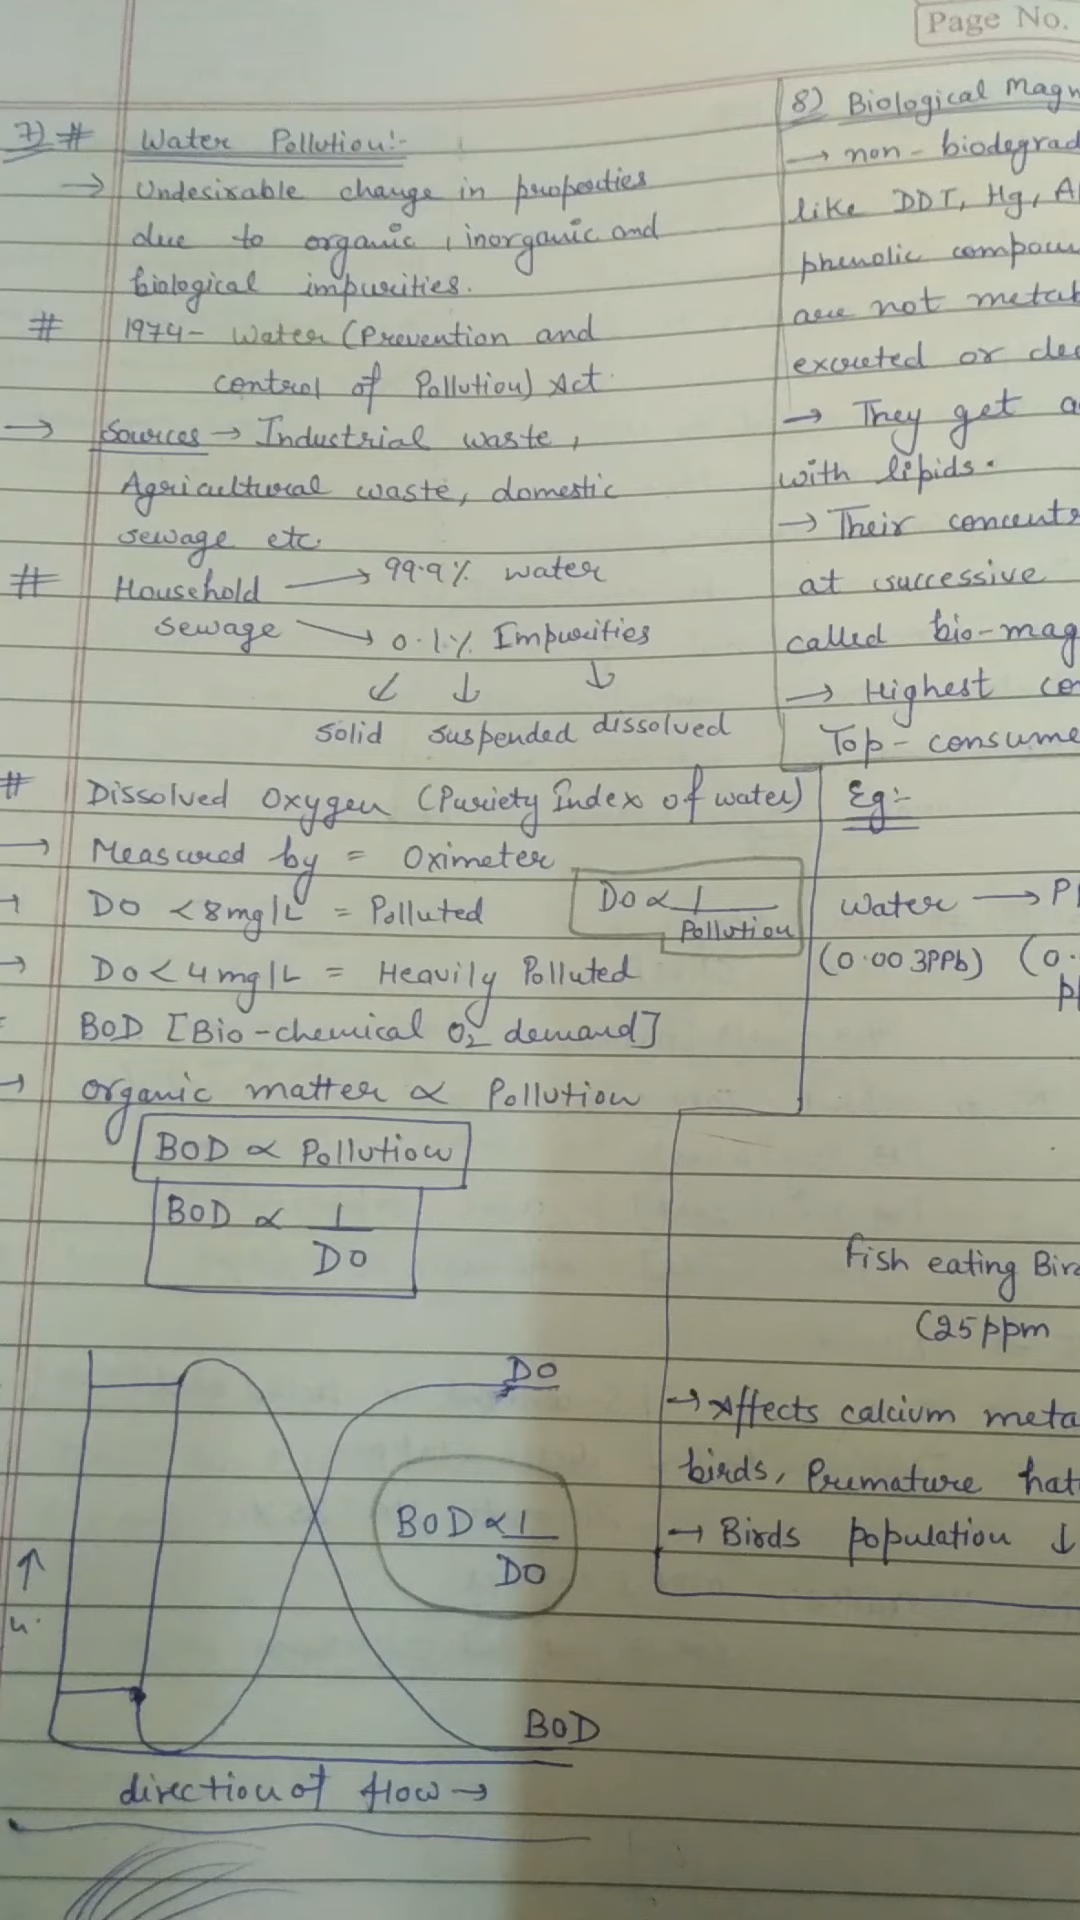 Page No.
7) # Water Pollution:-
→ Undesirable change in properties
due to organic, inorganic and
biological impurities.
# 1974- Water (Prevention and
control of Pollution) Act.
→ Sources → Industrial waste,
Agricultural waste, domestic
sewage etc.
# Household → 99.9% water
sewage → 0.1% Impurities
↙ ↓ ↓
solid suspended dissolved
# Dissolved Oxygen (Puriety Index of water)
→ Measured by = Oximeter
→ DO <8mg/L = Polluted
DO ∝ 1
Pollution
→ DO < 4mg/L = Heavily Polluted
BOD [Bio-chemical O2 demand]
→ organic matter ∝ Pollution
BOD ∝ Pollution
BOD ∝ 1
DO
DO
BOD ∝ 1
DO
↑
BOD
direction of flow →
8) Biological Magn
→ non-biodegrad
like DDT, Hg, A
phenolic compou
are not metab
excreted or de
→ They get a
with lipids.
→ Their concent
at successive
called bio-mag
→ Highest co
Top-consume
Eg:-
Water → P
(0.003PPb) (0.
p
fish eating Bir
(25ppm
→ Affects calcium meta
birds, Premature hat
→ Birds population ↓